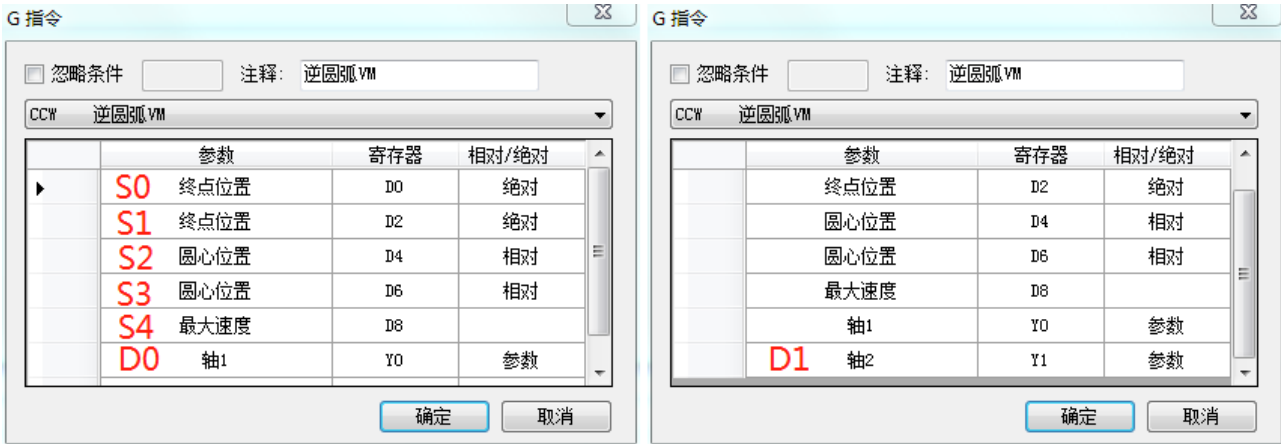 G 指令
忽略条件 注释: 逆圆弧VM
CCW 逆圆弧VM
参数 寄存器 相对/绝对
S0 终点位置 D0 绝对
S1 终点位置 D2 绝对
S2 圆心位置 D4 相对
S3 圆心位置 D6 相对
S4 最大速度 D8
D0 轴1 Y0 参数
确定 取消
G 指令
忽略条件 注释: 逆圆弧VM
CCW 逆圆弧VM
参数 寄存器 相对/绝对
终点位置 D2 绝对
圆心位置 D4 相对
圆心位置 D6 相对
最大速度 D8
轴1 Y0 参数
D1 轴2 Y1 参数
确定 取消